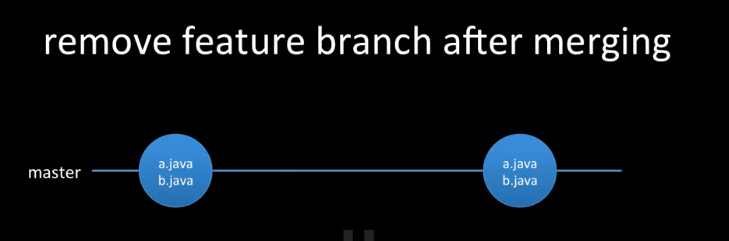 remove feature branch after merging
master
a.java
b.java
a.java
b.java